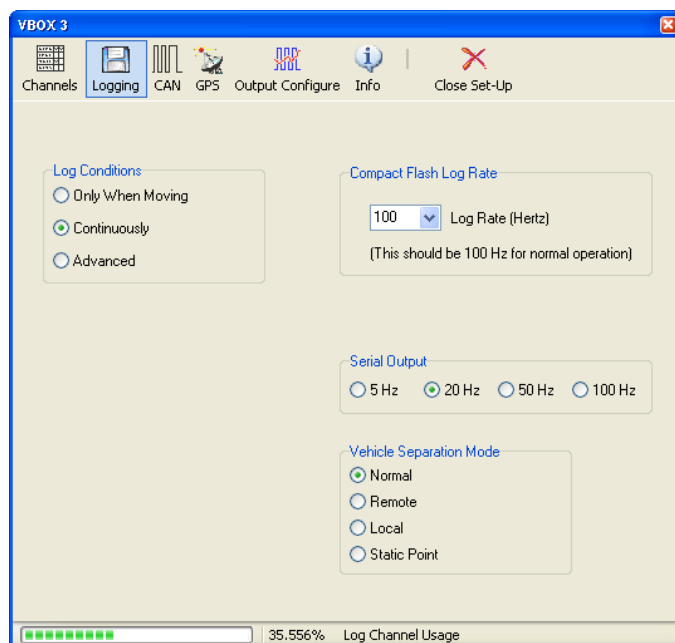 VBOX 3
Channels Logging CAN GPS Output Configure Info Close Set-Up
Log Conditions
Only When Moving
Continuously
Advanced
Compact Flash Log Rate
100 Log Rate (Hertz)
(This should be 100 Hz for normal operation)
Serial Output
5 Hz 20 Hz 50 Hz 100 Hz
Vehicle Separation Mode
Normal
Remote
Local
Static Point
35.556% Log Channel Usage